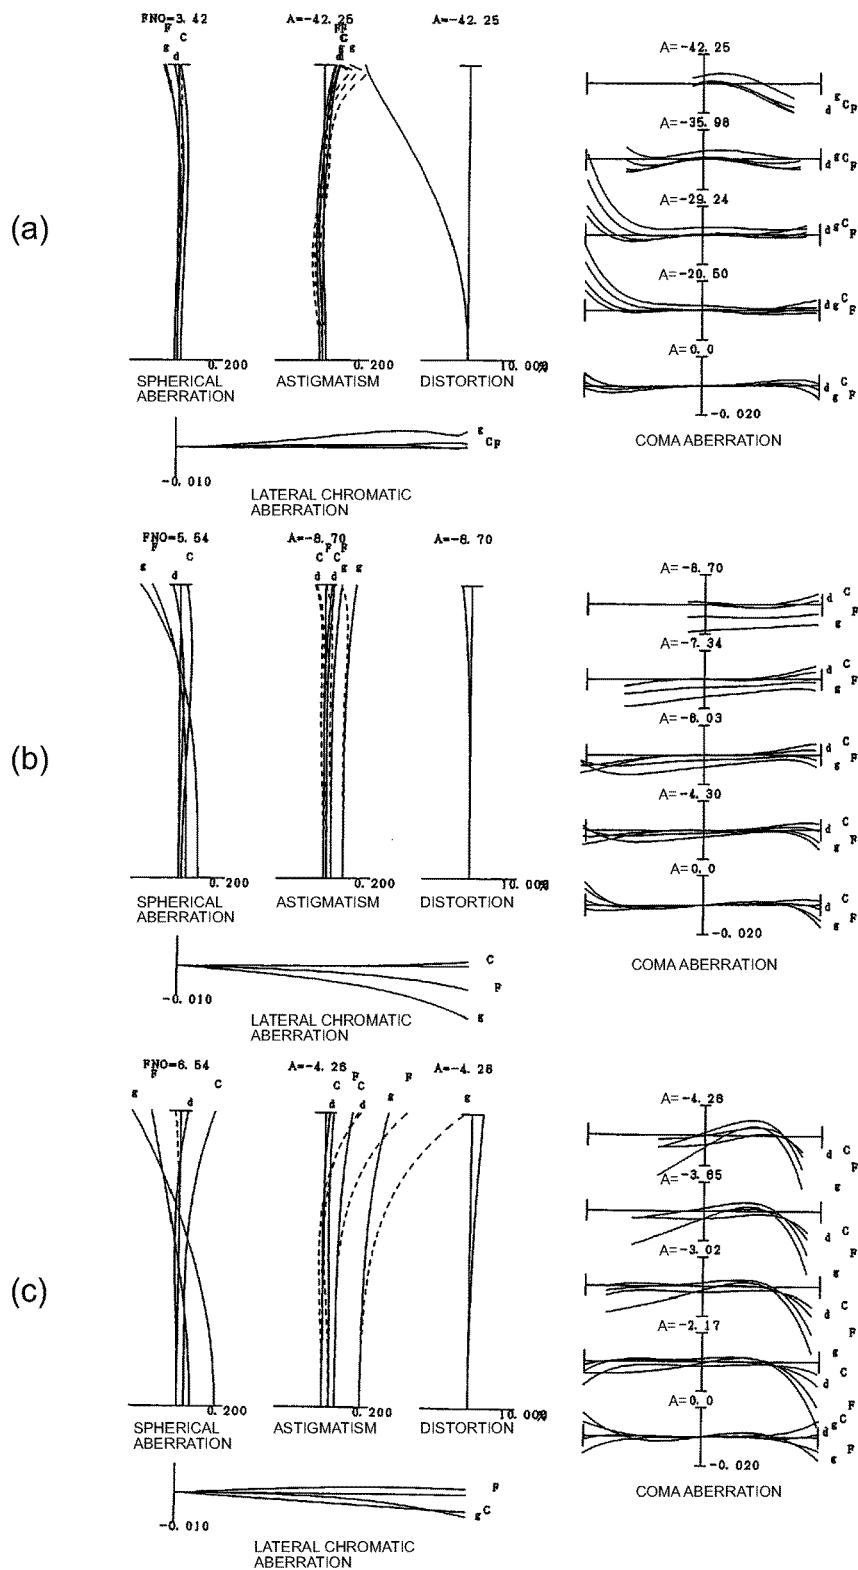 (a)
FNO=3.42
A=-42.25
A=-42.25
F
g
C
d
F F
C
g
g
d
0.200
0.200
10.00%
SPHERICAL
ABERRATION
ASTIGMATISM
DISTORTION
g
C F
-0.010
LATERAL CHROMATIC
ABERRATION
A=-42.25
g C F
d
A=-35.98
d g C F
A=-29.24
d g C F
A=-20.50
d g C F
A=0.0
d g C F
-0.020
COMA ABERRATION
(b)
FNO=5.54
A=-8.70
A=-8.70
g F
d C
C F F
d C g g
d
0.200
0.200
10.00%
SPHERICAL
ABERRATION
ASTIGMATISM
DISTORTION
C
F
g
-0.010
LATERAL CHROMATIC
ABERRATION
A=-8.70
d C
F
g
A=-7.34
d C
F
g
A=-6.03
d C
F
g
A=-4.30
d C
F
g
A=0.0
d C
F
g
-0.020
COMA ABERRATION
(c)
FNO=6.54
A=-4.26
A=-4.26
g F
d C
C F C F
d d g g
0.200
0.200
10.00%
SPHERICAL
ABERRATION
ASTIGMATISM
DISTORTION
F
g C
-0.010
LATERAL CHROMATIC
ABERRATION
A=-4.26
d C
F
g
A=-3.65
d C
F
g
A=-3.02
d C
F
g
A=-2.17
d C
F
g
A=0.0
d g C
F
g
-0.020
COMA ABERRATION